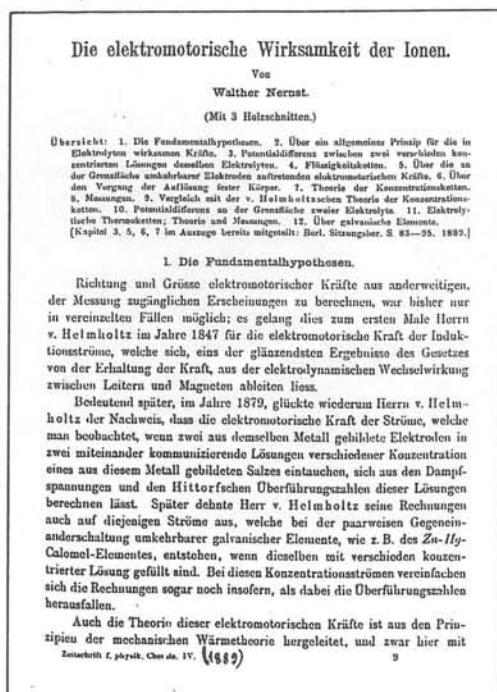 Die elektromotorische Wirksamkeit der Ionen.
Von
Walther Nernst.
(Mit 3 Holzschnitten.)
Übersicht: 1. Die Fundamentalhypothesen. 2. Über ein allgemeines Prinzip für die in
Elektrolyten wirksamen Kräfte. 3. Potentialdifferenz zwischen zwei verschieden kon-
zentrierten Lösungen desselben Elektrolyten. 4. Flüssigkeitsketten. 5. Über die an
der Grenzfläche umkehrbarer Elektroden auftretenden elektromotorischen Kräfte. 6. Über
den Vorgang der Auflösung fester Körper. 7. Theorie der Konzentrationsketten.
8. Messungen. 9. Vergleich mit der v. Helmholtzschen Theorie der Konzentrations-
ketten. 10. Potentialdifferenz an der Grenzfläche zweier Elektrolyte. 11. Elektroly-
tische Thermoketten; Theorie und Messungen. 12. Über galvanische Elemente.
[Kapitel 3, 5, 6, 7 im Auszuge bereits mitgeteilt: Berl. Sitzungsber. S. 83—95. 1889.]
1. Die Fundamentalhypothesen.
Richtung und Grösse elektromotorischer Kräfte aus anderweitigen,
der Messung zugänglichen Erscheinungen zu berechnen, war bisher nur
in vereinzelten Fällen möglich; es gelang dies zum ersten Male Herrn
v. Helmholtz im Jahre 1847 für die elektromotorische Kraft der Induk-
tionsströme, welche sich, eins der glänzendsten Ergebnisse des Gesetzes
von der Erhaltung der Kraft, aus der elektrodynamischen Wechselwirkung
zwischen Leitern und Magneten ableiten liess.
Bedeutend später, im Jahre 1879, glückte wiederum Herrn v. Helm-
holtz der Nachweis, dass die elektromotorische Kraft der Ströme, welche
man beobachtet, wenn zwei aus demselben Metall gebildete Elektroden in
zwei miteinander kommunizierende Lösungen verschiedener Konzentration
eines aus diesem Metall gebildeten Salzes eintauchen, sich aus den Dampf-
spannungen und den Hittorfschen Überführungszahlen dieser Lösungen
berechnen lässt. Später dehnte Herr v. Helmholtz seine Rechnungen
auch auf diejenigen Ströme aus, welche bei der paarweisen Gegenein-
anderschaltung umkehrbarer galvanischer Elemente, wie z. B. des Zn-Hg-
Calomel-Elementes, entstehen, wenn dieselben mit verschieden konzen-
trierter Lösung gefüllt sind. Bei diesen Konzentrationsströmen vereinfachen
sich die Rechnungen sogar noch insofern, als dabei die Überführungszahlen
herausfallen.
Auch die Theorie dieser elektromotorischen Kräfte ist aus den Prin-
zipien der mechanischen Wärmetheorie hergeleitet, und zwar hier mit
Zeitschrift f. physik. Chemie. IV. (1889) 9